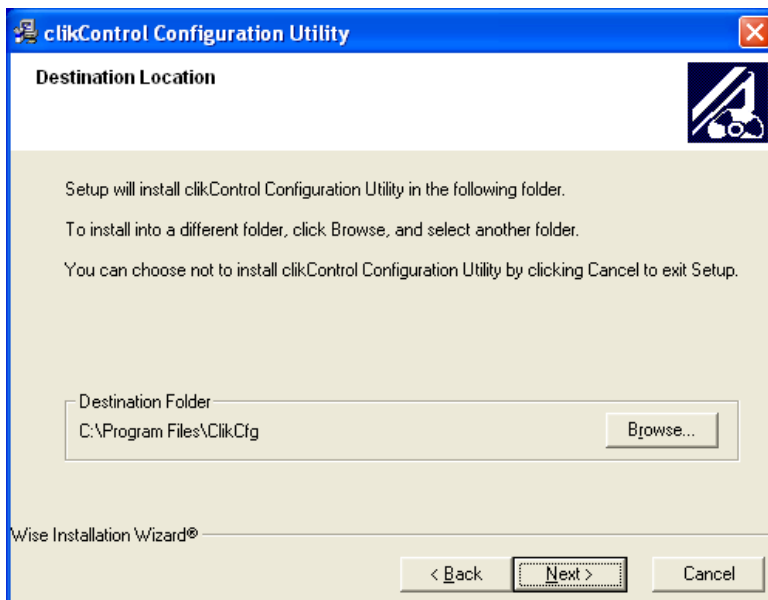 clikControl Configuration Utility
Destination Location
Setup will install clikControl Configuration Utility in the following folder.
To install into a different folder, click Browse, and select another folder.
You can choose not to install clikControl Configuration Utility by clicking Cancel to exit Setup.
Destination Folder
C:\Program Files\ClikCfg
Browse...
Wise Installation Wizard®
< Back
Next >
Cancel